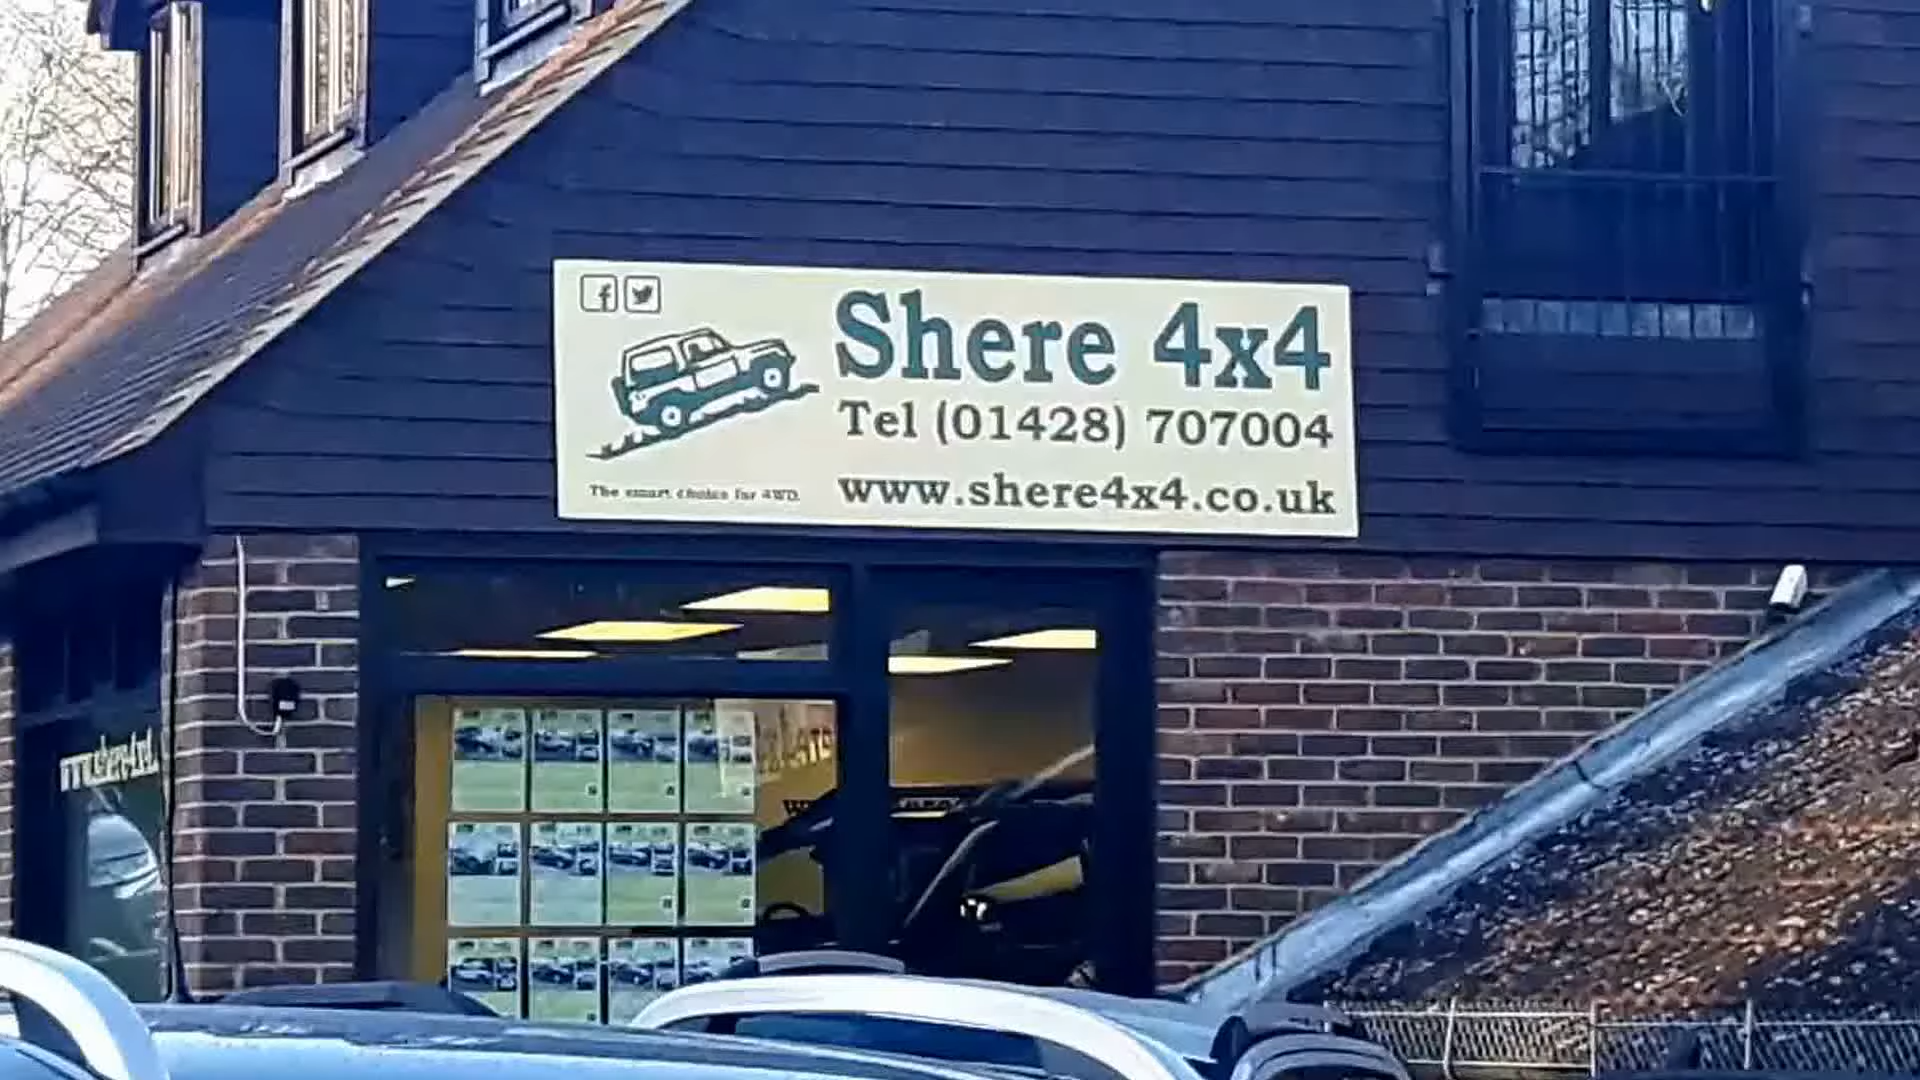 Shere 4x4
Tel (01428) 707004
www.shere4x4.co.uk
The smart choice for 4WD.